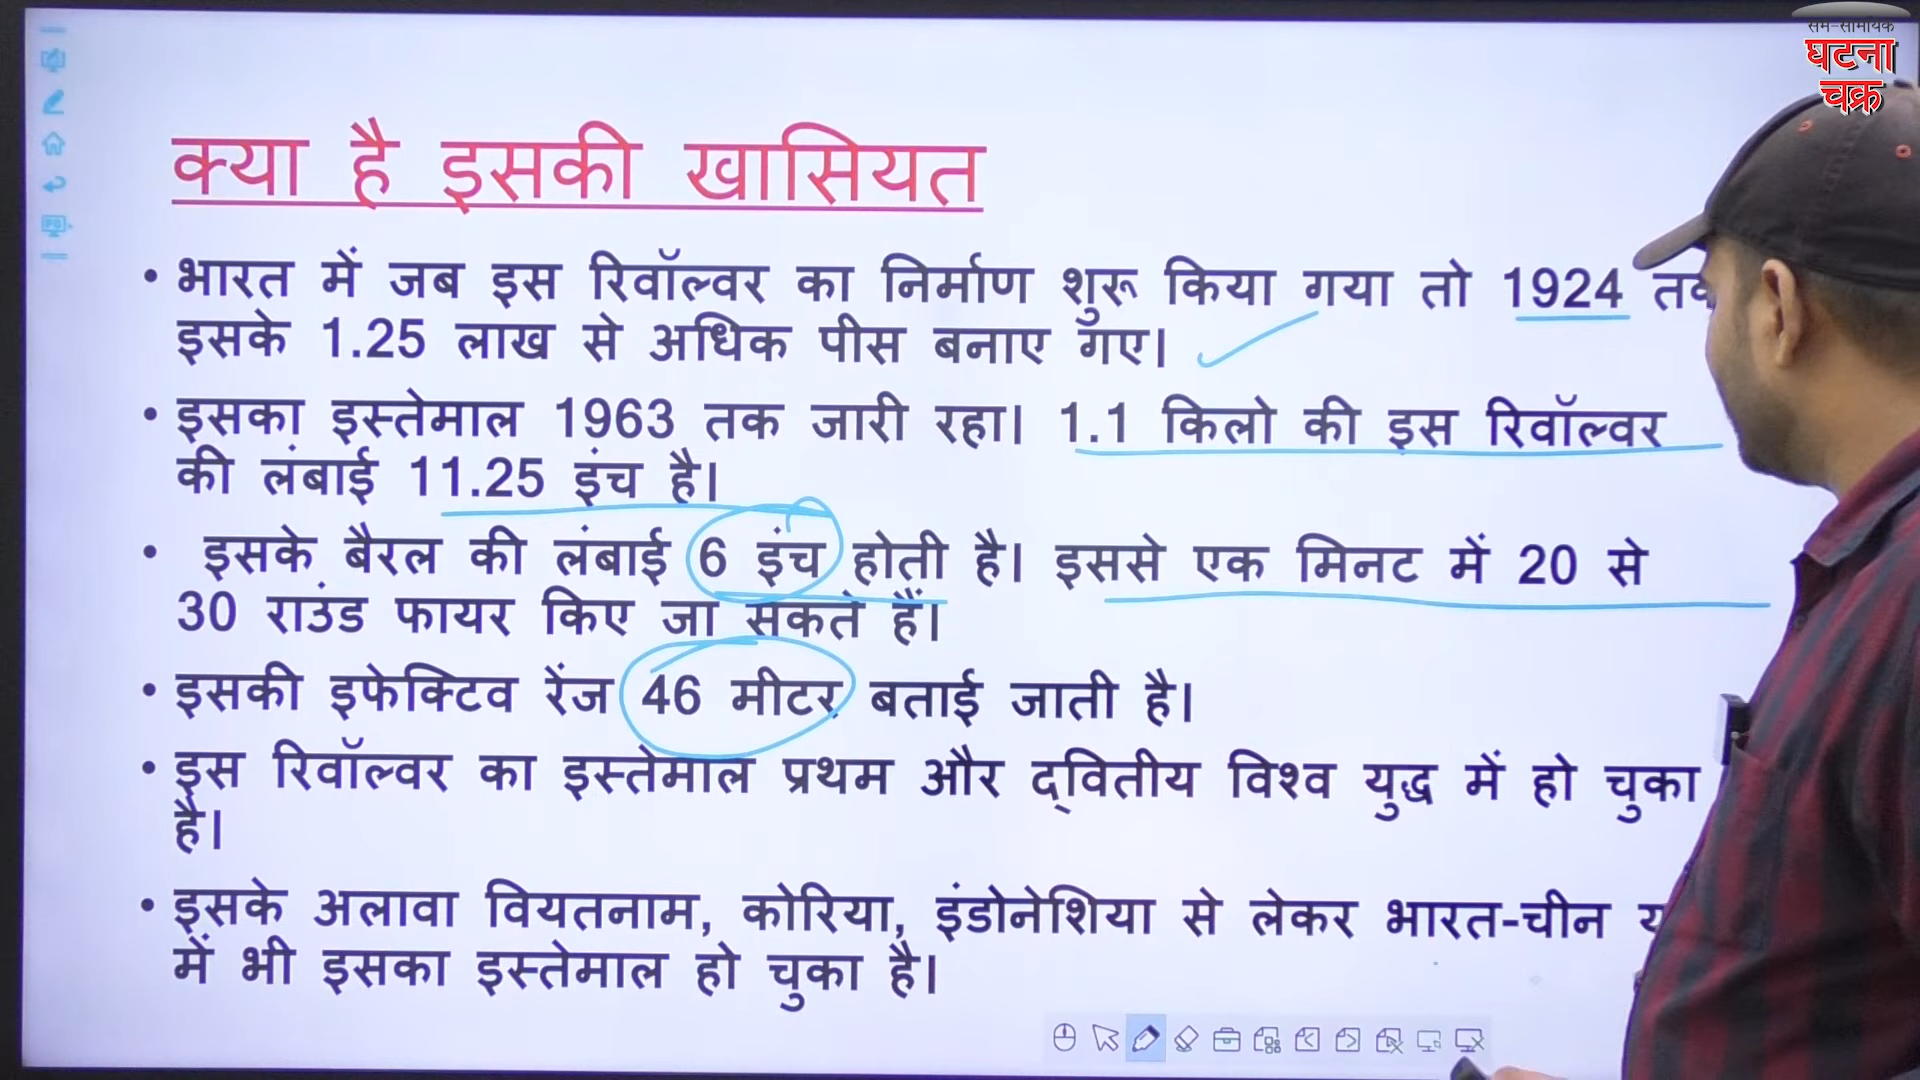 सम-सामयिक
घटना
चक्र
क्या है इसकी खासियत
• भारत में जब इस रिवॉल्वर का निर्माण शुरू किया गया तो 1924 तक
इसके 1.25 लाख से अधिक पीस बनाए गए।
• इसका इस्तेमाल 1963 तक जारी रहा। 1.1 किलो की इस रिवॉल्वर
की लंबाई 11.25 इंच है।
• इसके बैरल की लंबाई 6 इंच होती है। इससे एक मिनट में 20 से
30 राउंड फायर किए जा सकते हैं।
• इसकी इफेक्टिव रेंज 46 मीटर बताई जाती है।
• इस रिवॉल्वर का इस्तेमाल प्रथम और द्वितीय विश्व युद्ध में हो चुका
है।
• इसके अलावा वियतनाम, कोरिया, इंडोनेशिया से लेकर भारत-चीन
में भी इसका इस्तेमाल हो चुका है।